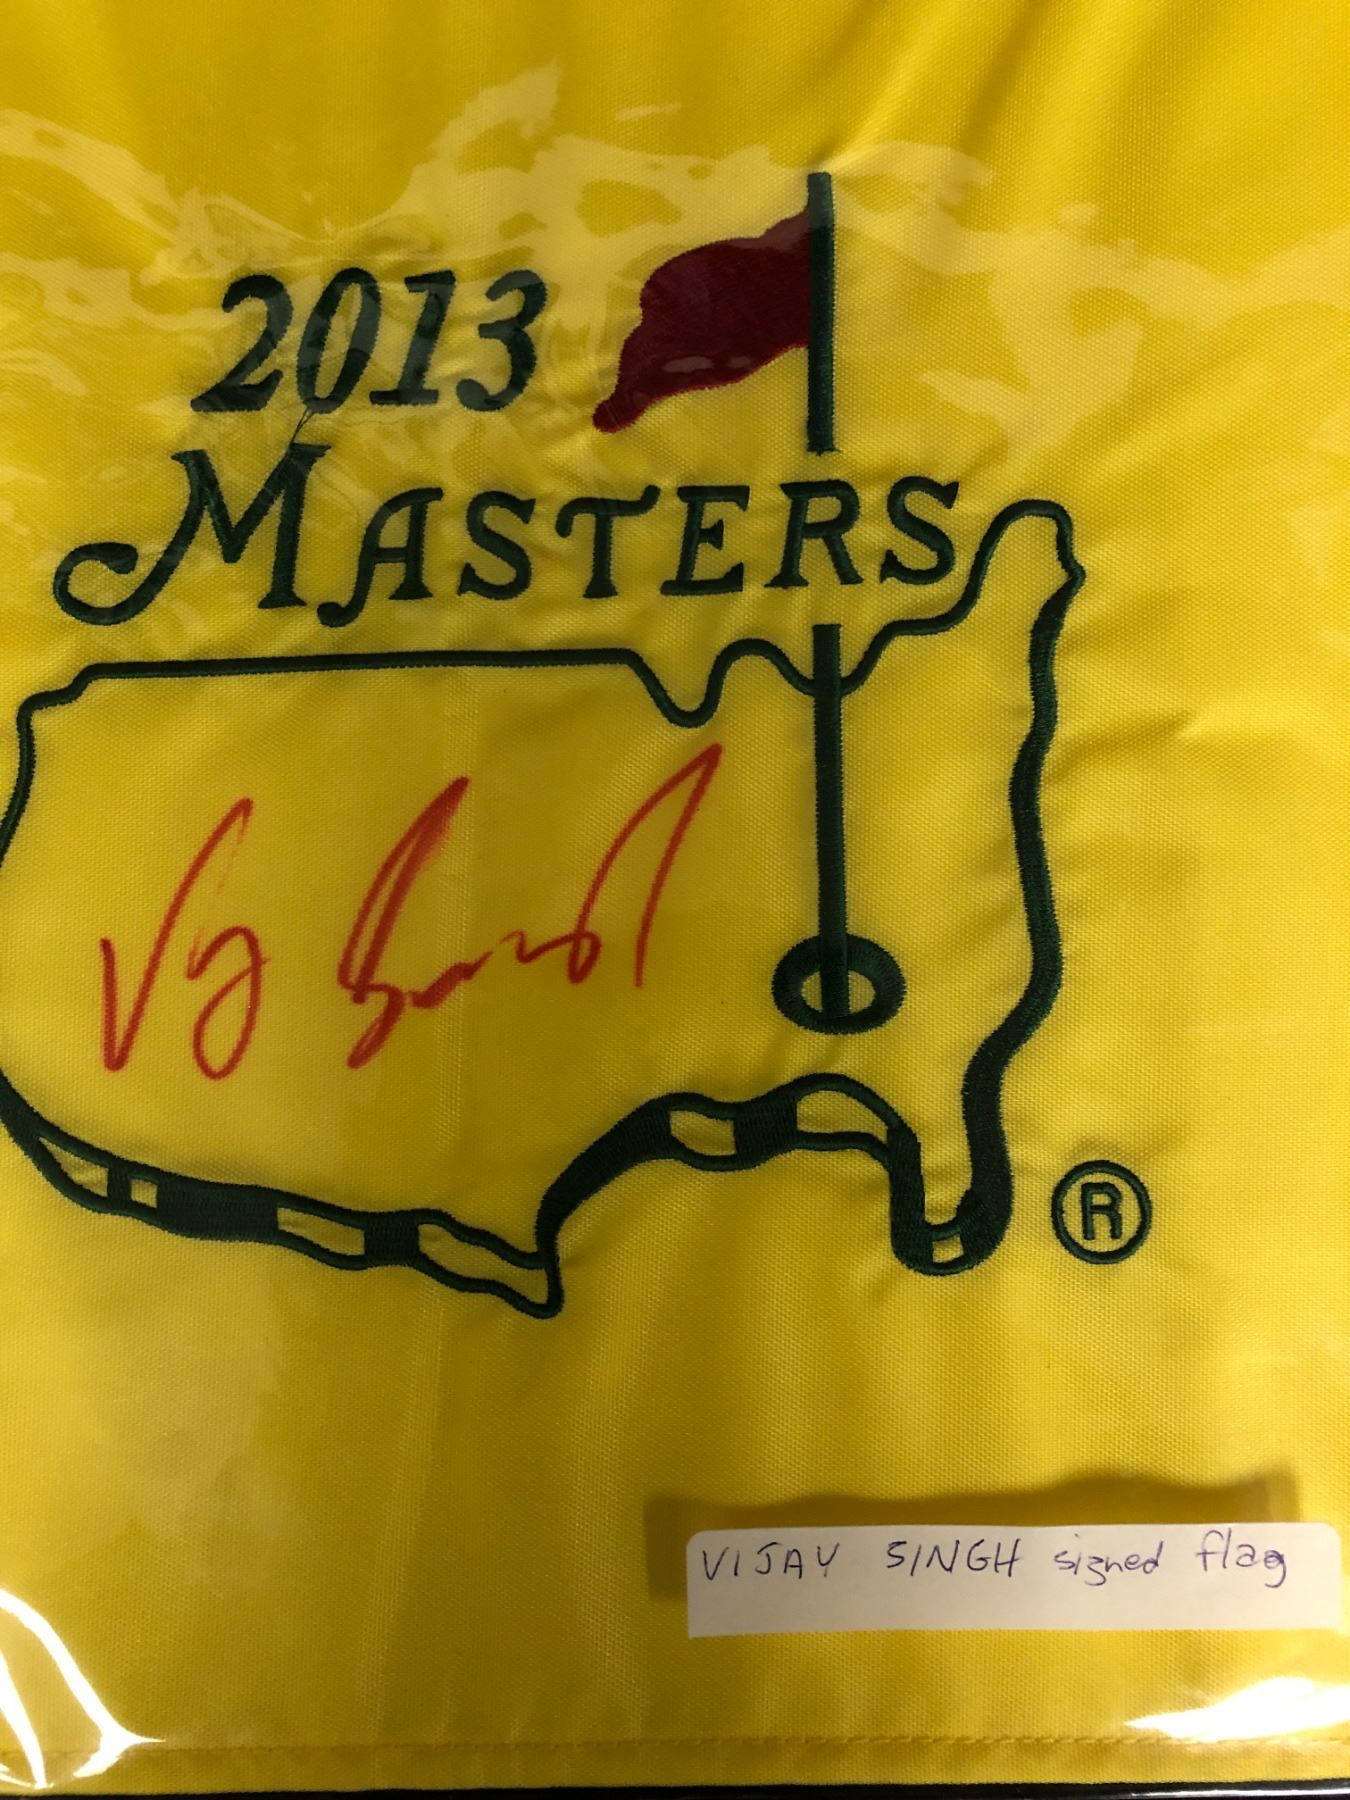 2013
MASTERS
®
VIJAY SINGH signed flag